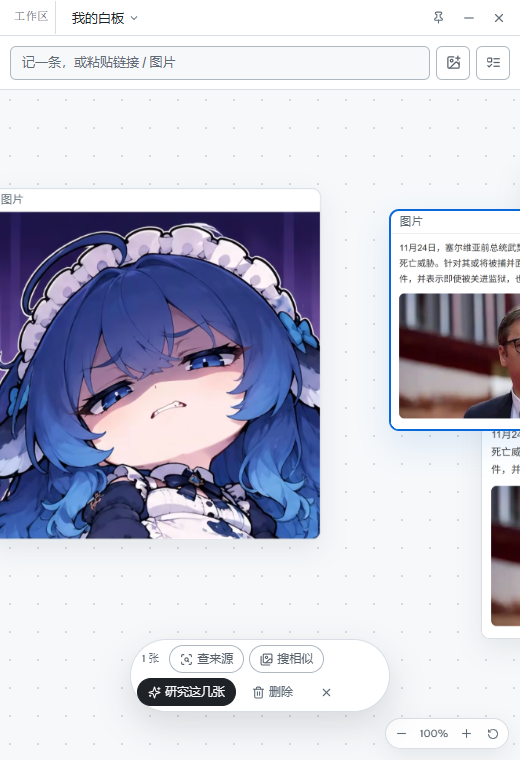 工作区
我的白板
记一条，或粘贴链接 / 图片
图片
图片
11月24日，塞尔维亚前总统武
死亡威胁。针对其或将被捕并面
件，并表示即使被关进监狱，也
11月24
死亡威
件，并
1 张
查来源
搜相似
研究这几张
删除
100%